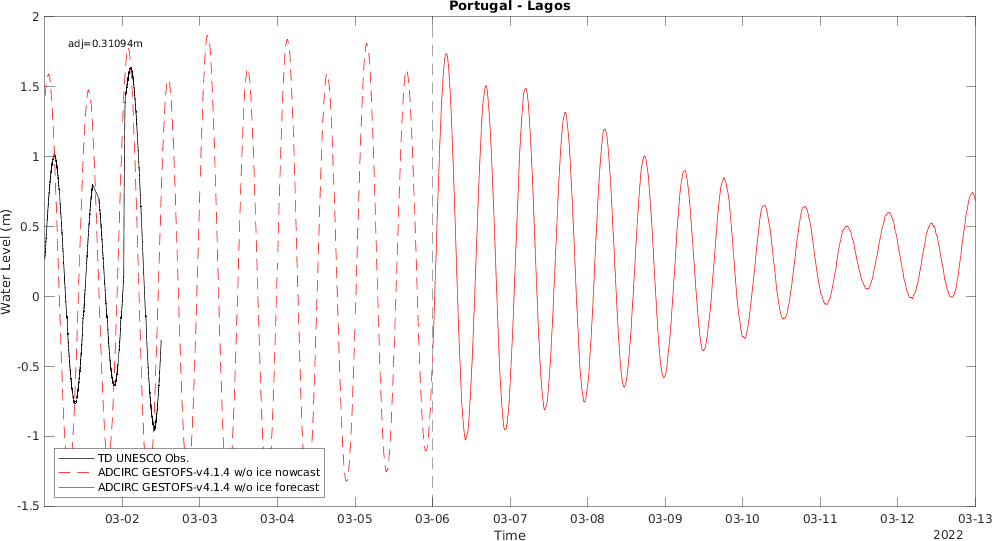 Portugal - Lagos
adj=0.31094m
Water Level (m)
2
1.5
1
0.5
0
-0.5
-1
-1.5
TD UNESCO Obs.
ADCIRC GESTOFS-v4.1.4 w/o ice nowcast
ADCIRC GESTOFS-v4.1.4 w/o ice forecast
03-02 03-03 03-04 03-05 03-06 03-07 03-08 03-09 03-10 03-11 03-12 03-13
Time
2022